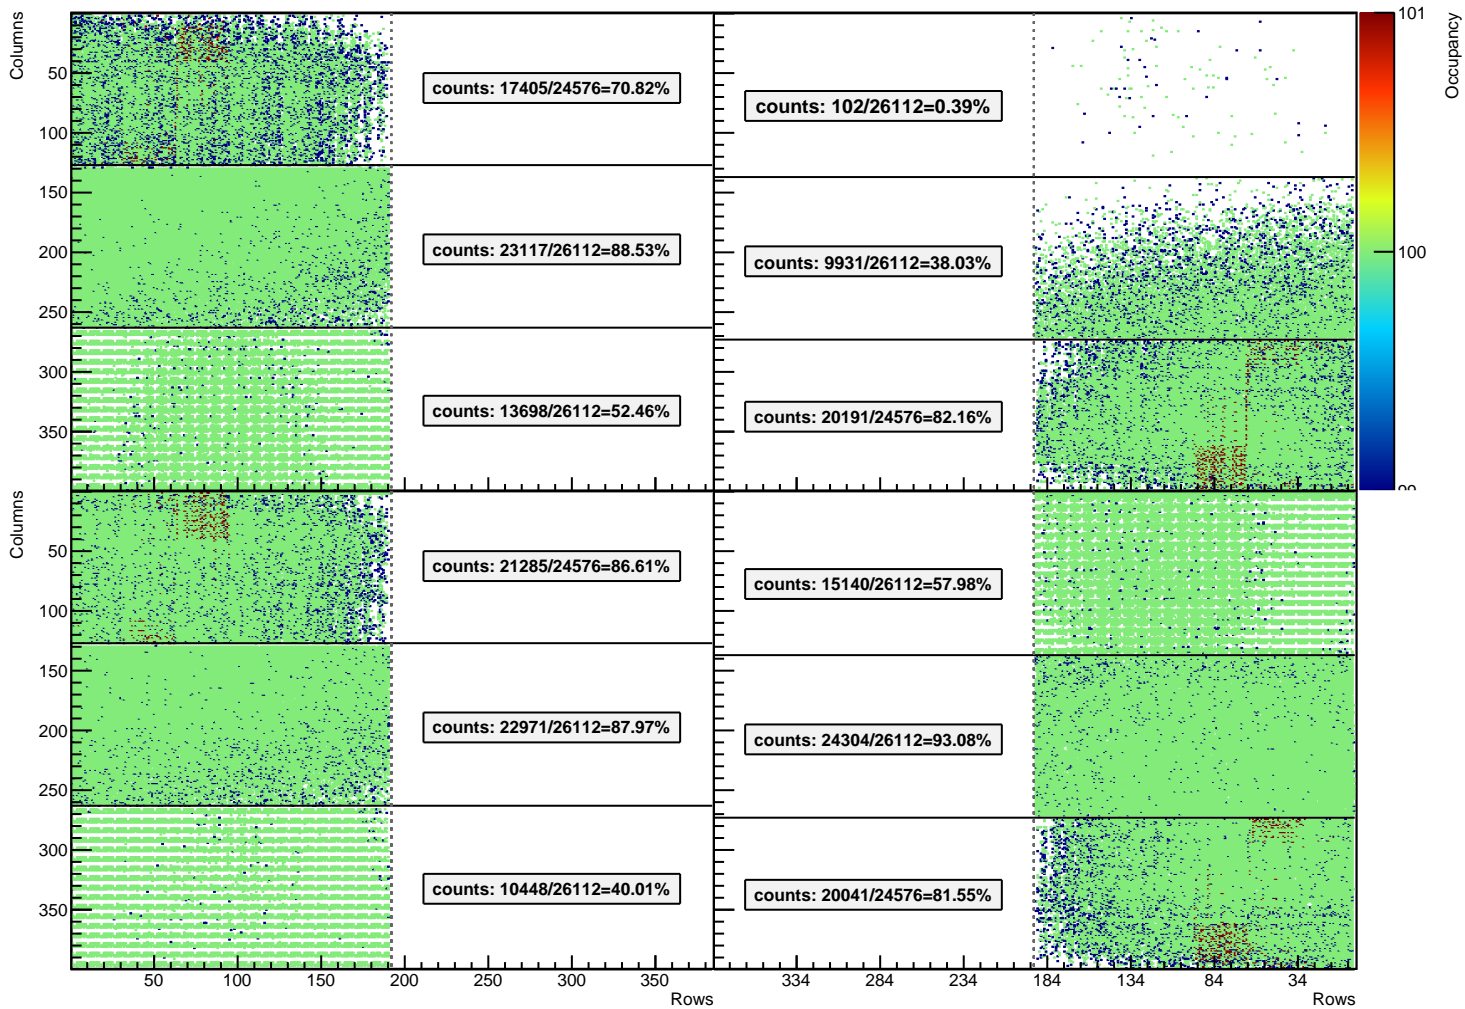 Columns
50
100
150
200
250
300
350
counts: 17405/24576=70.82%
counts: 23117/26112=88.53%
counts: 13698/26112=52.46%
counts: 102/26112=0.39%
counts: 9931/26112=38.03%
counts: 20191/24576=82.16%
101
100
Occupancy
Columns
50
100
150
200
250
300
350
counts: 21285/24576=86.61%
counts: 22971/26112=87.97%
counts: 10448/26112=40.01%
counts: 15140/26112=57.98%
counts: 24304/26112=93.08%
counts: 20041/24576=81.55%
50 100 150 200 250 300 350
Rows
334 284 234 184 134 84 34
Rows